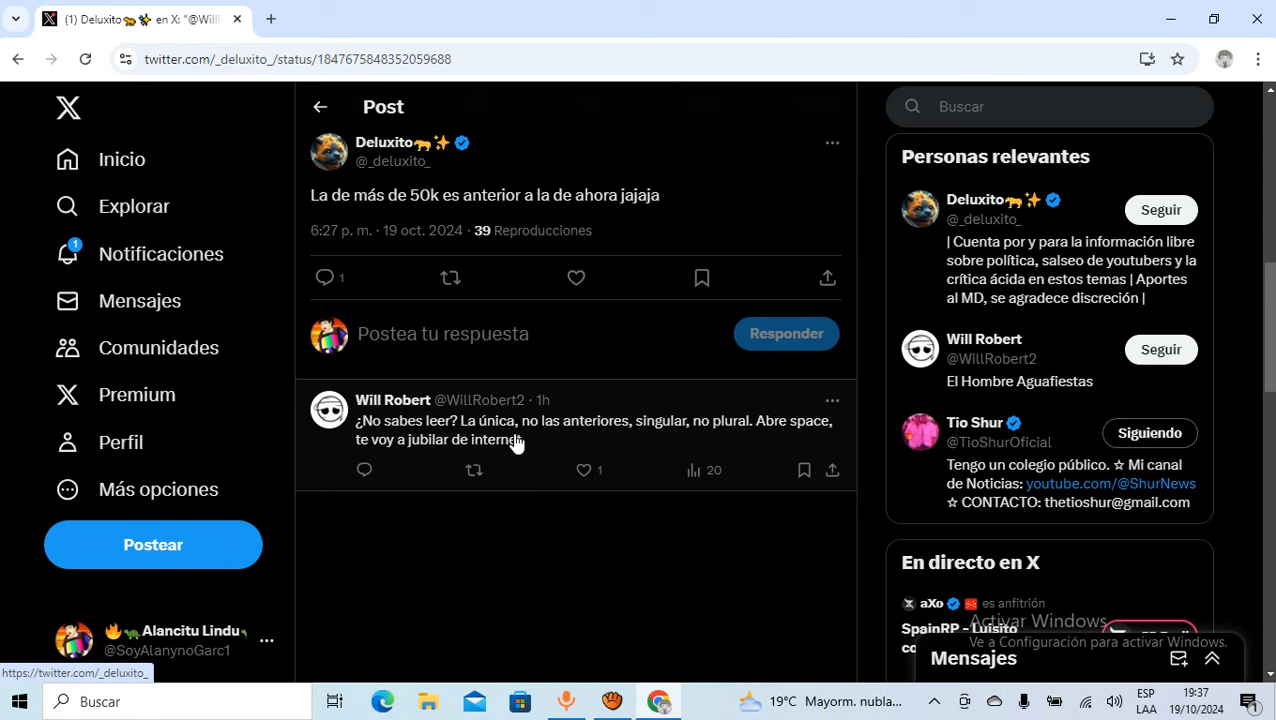 (1) Deluxito🐆✨ en X: "@Will
twitter.com/_deluxito_/status/1847675848352059688
Inicio
Explorar
1
Notificaciones
Mensajes
Comunidades
Premium
Perfil
Más opciones
Postear
🔥🐢Alancitu Lindu
@SoyAlanynoGarc1
https://twitter.com/_deluxito_
Post
Deluxito🐆✨
@_deluxito_
La de más de 50k es anterior a la de ahora jajaja
6:27 p. m. · 19 oct. 2024 · 39 Reproducciones
1
Postea tu respuesta
Responder
Will Robert @WillRobert2 · 1h
¿No sabes leer? La única, no las anteriores, singular, no plural. Abre space,
te voy a jubilar de internet
1
20
Buscar
Personas relevantes
Deluxito🐆✨
@_deluxito_
Seguir
| Cuenta por y para la información libre
sobre política, salseo de youtubers y la
crítica ácida en estos temas | Aportes
al MD, se agradece discreción |
Will Robert
@WillRobert2
Seguir
El Hombre Aguafiestas
Tio Shur
@TioShurOficial
Siguiendo
Tengo un colegio público. ☆ Mi canal
de Noticias: youtube.com/@ShurNews
☆ CONTACTO: thetioshur@gmail.com
En directo en X
aXo es anfitrión
SpainRP - Luisito
Activar Windows
Ve a Configuración para activar Windows.
Mensajes
Buscar
19°C Mayorm. nubla...
ESP
LAA
19:37
19/10/2024
1